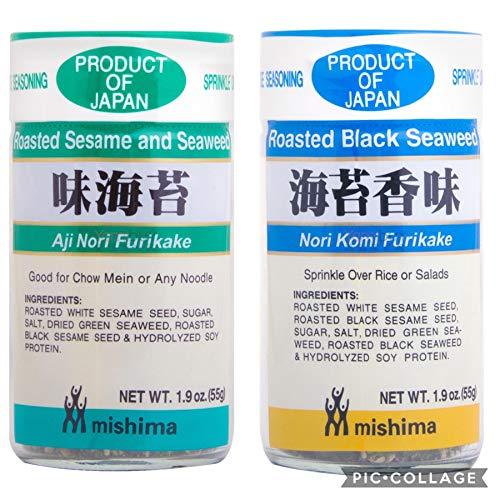 E SEASONING
PRODUCT
OF
JAPAN
SPRINKLE
Roasted Sesame and Seaweed
味海苔
Aji Nori Furikake
Good for Chow Mein or Any Noodle
INGREDIENTS:
ROASTED WHITE SESAME SEED,
SUGAR,
SALT, DRIED GREEN SEAWEED, ROASTED
BLACK SESAME SEED & HYDROLYZED SOY
PROTEIN.
NET WT. 1.9 oz. (55g)
mishima
SEASONING
PRODUCT
OF
JAPAN
SPRINKLE
Roasted Black Seaweed
海苔香味
Nori Komi Furikake
Sprinkle Over Rice or Salads
INGREDIENTS:
ROASTED WHITE SESAME SEED,
ROASTED BLACK SESAME SEED,
SUGAR, SALT, DRIED GREEN SEA-
WEED, ROASTED BLACK SEAWEED
& HYDROLYZED SOY PROTEIN.
NET WT. 1.9 oz. (55g)
mishima
PIC•COLLAGE